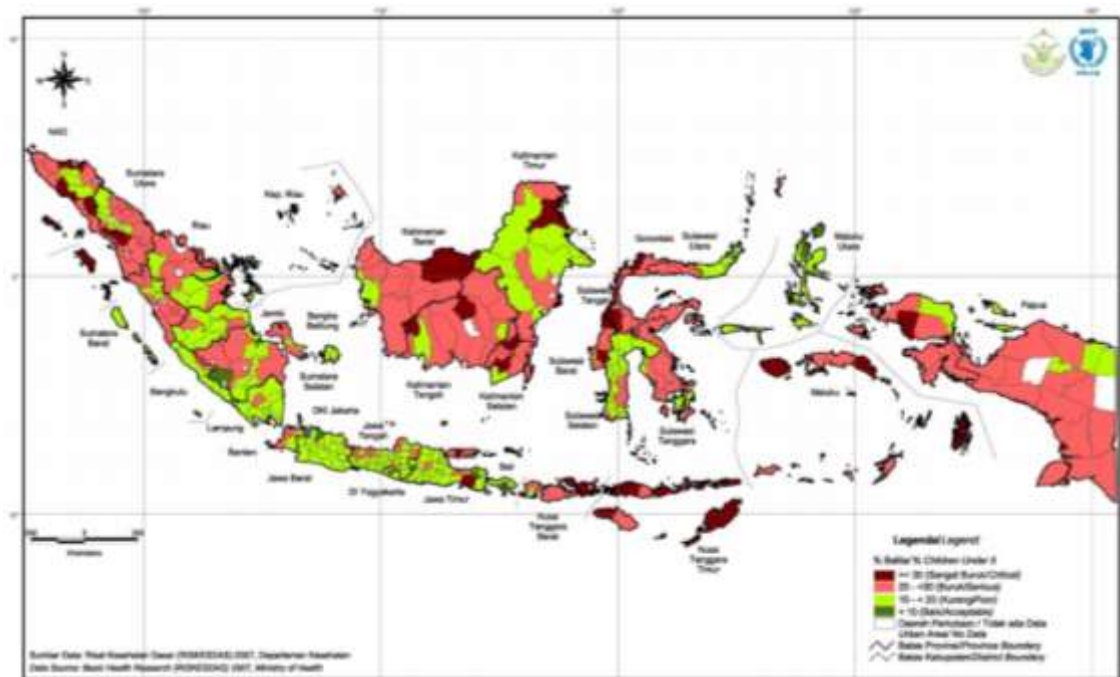 NAD
Sumatera
Utara
Riau
Kep. Riau
Kalimantan
Barat
Kalimantan
Timur
Gorontalo
Sulawesi
Utara
Maluku
Utara
Papua
Sumatera
Barat
Jambi
Bangka
Belitung
Sumatera
Selatan
Bengkulu
Lampung
DKI Jakarta
Banten
Jawa Barat
Jawa
Tengah
DI Yogyakarta
Jawa Timur
Bali
Nusa
Tenggara
Barat
Nusa
Tenggara
Timur
Kalimantan
Tengah
Kalimantan
Selatan
Sulawesi
Barat
Sulawesi
Selatan
Sulawesi
Tenggara
Maluku
Kilometers
Legenda/Legend
% Balita/ % Children Under 5
>= 30 (Sangat Buruk/Critical)
20 - <30 (Buruk/Serious)
10 - < 20 (Kurang/Poor)
< 10 (Baik/Acceptable)
Daerah Perkotaan / Tidak ada Data
Urban Area/ No Data
Batas Provinsi/Province Boundary
Batas Kabupaten/District Boundary
Sumber Data: Riset Kesehatan Dasar (RISKESDAS) 2007, Departemen Kesehatan
Data Source: Basic Health Research (RISKESDAS) 2007, Ministry of Health